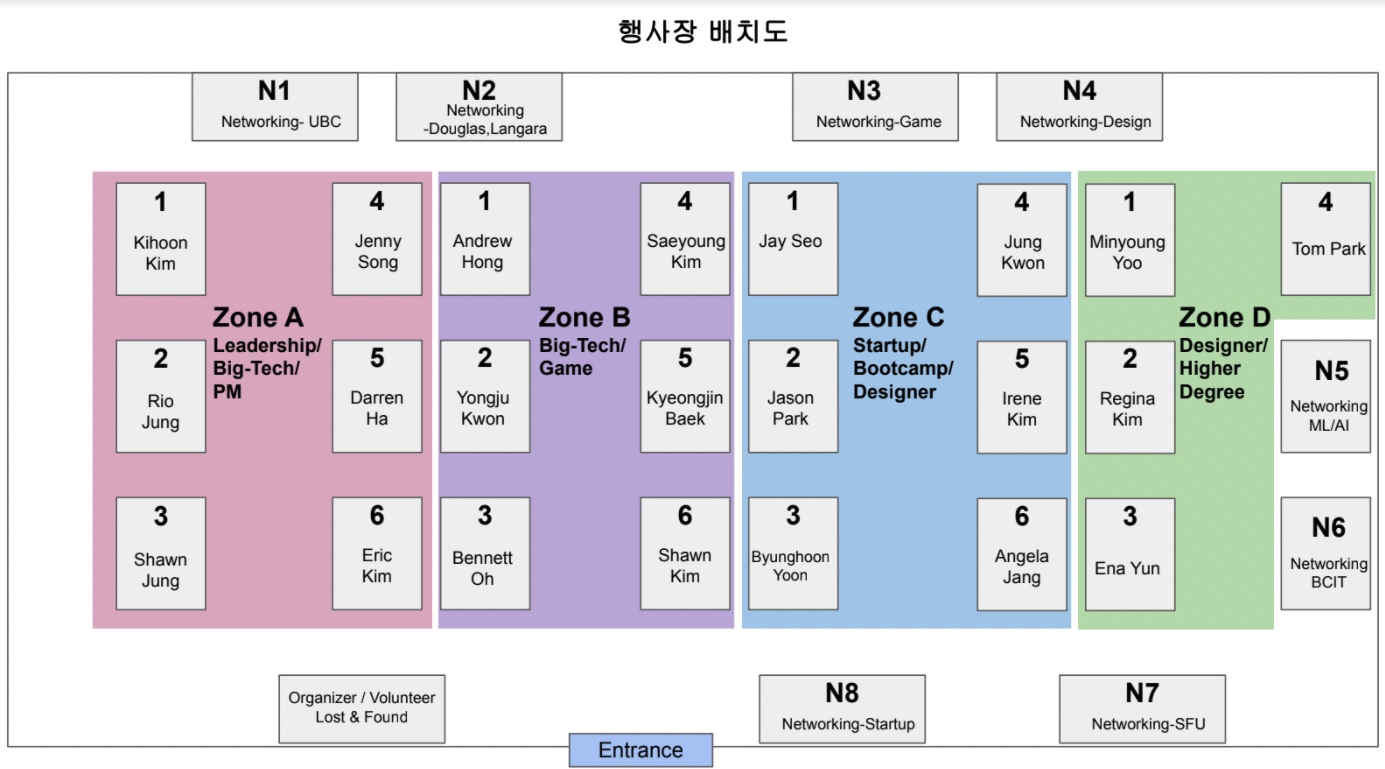 행사장 배치도
N1
Networking- UBC
N2
Networking
-Douglas,Langara
N3
Networking-Game
N4
Networking-Design
Zone A
Leadership/
Big-Tech/
PM
1
Kihoon
Kim
2
Rio
Jung
3
Shawn
Jung
4
Jenny
Song
5
Darren
Ha
6
Eric
Kim
Zone B
Big-Tech/
Game
1
Andrew
Hong
2
Yongju
Kwon
3
Bennett
Oh
4
Saeyoung
Kim
5
Kyeongjin
Baek
6
Shawn
Kim
Zone C
Startup/
Bootcamp/
Designer
1
Jay Seo
2
Jason
Park
3
Byunghoon
Yoon
4
Jung
Kwon
5
Irene
Kim
6
Angela
Jang
Zone D
Designer/
Higher
Degree
1
Minyoung
Yoo
2
Regina
Kim
3
Ena Yun
4
Tom Park
N5
Networking
ML/AI
N6
Networking
BCIT
Organizer / Volunteer
Lost & Found
Entrance
N8
Networking-Startup
N7
Networking-SFU